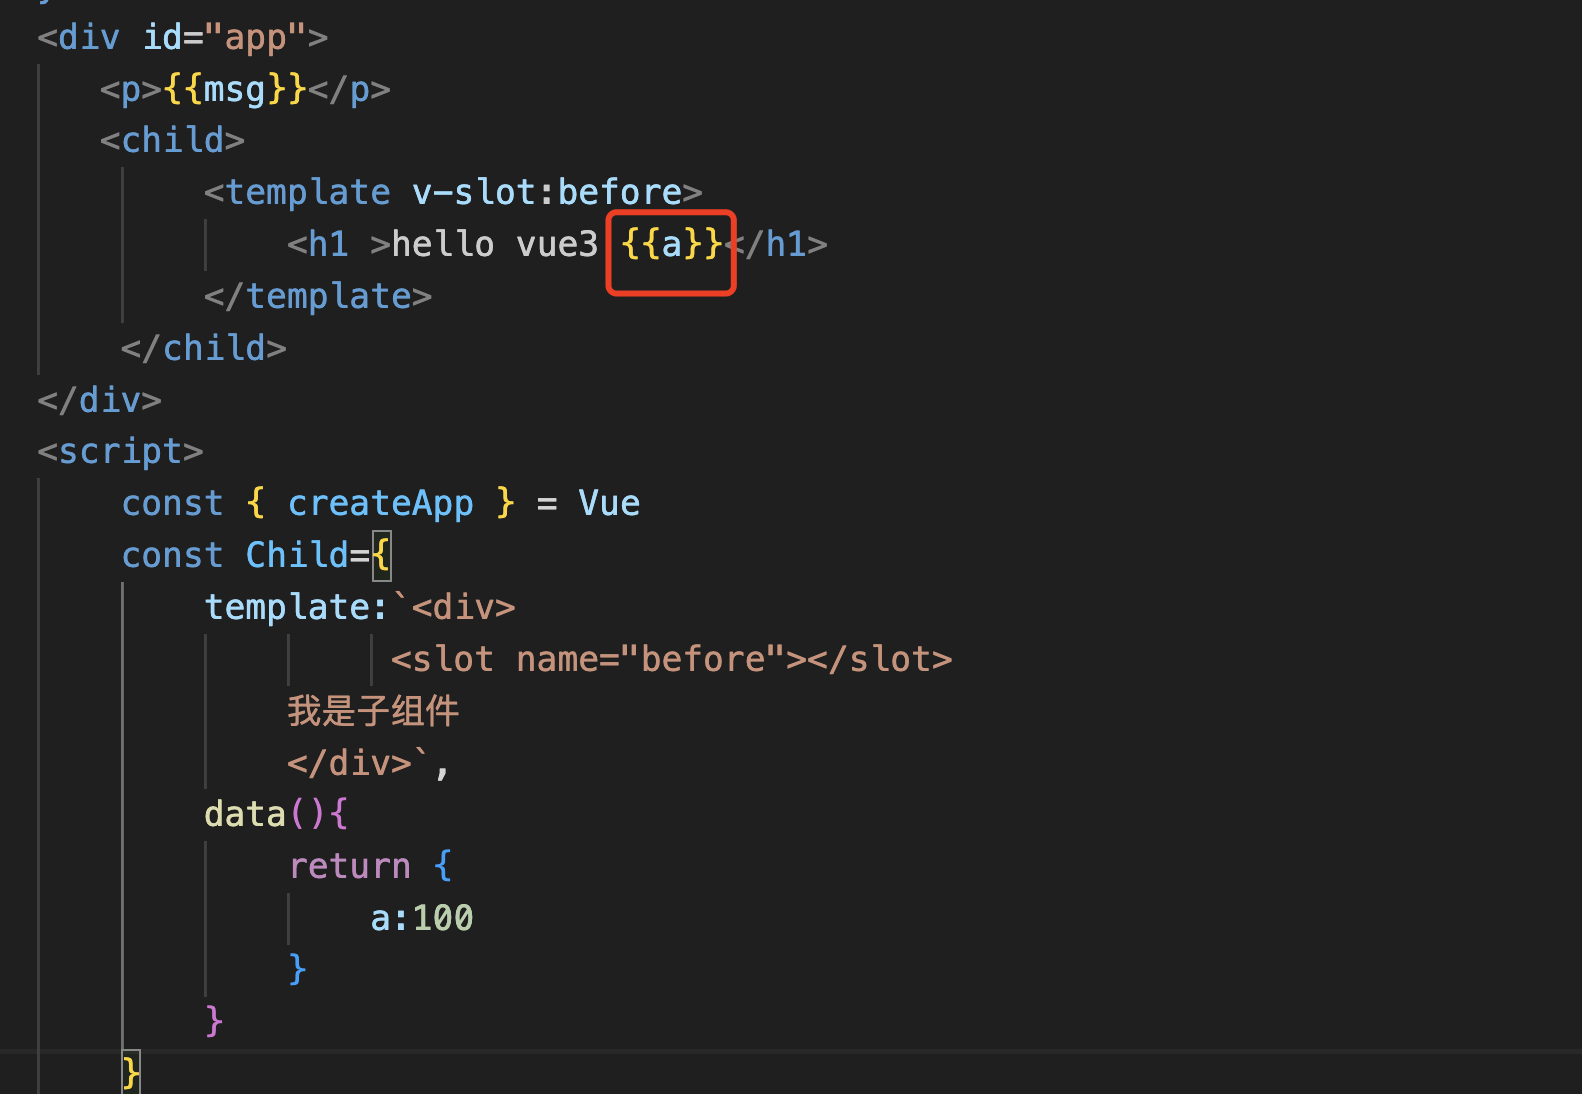 <div id="app">
<p>{{msg}}</p>
<child>
<template v-slot:before>
<h1 >hello vue3 {{a}}</h1>
</template>
</child>
</div>
<script>
const { createApp } = Vue
const Child={
template:`<div>
<slot name="before"></slot>
我是子组件
</div>`,
data(){
return {
a:100
}
}
}